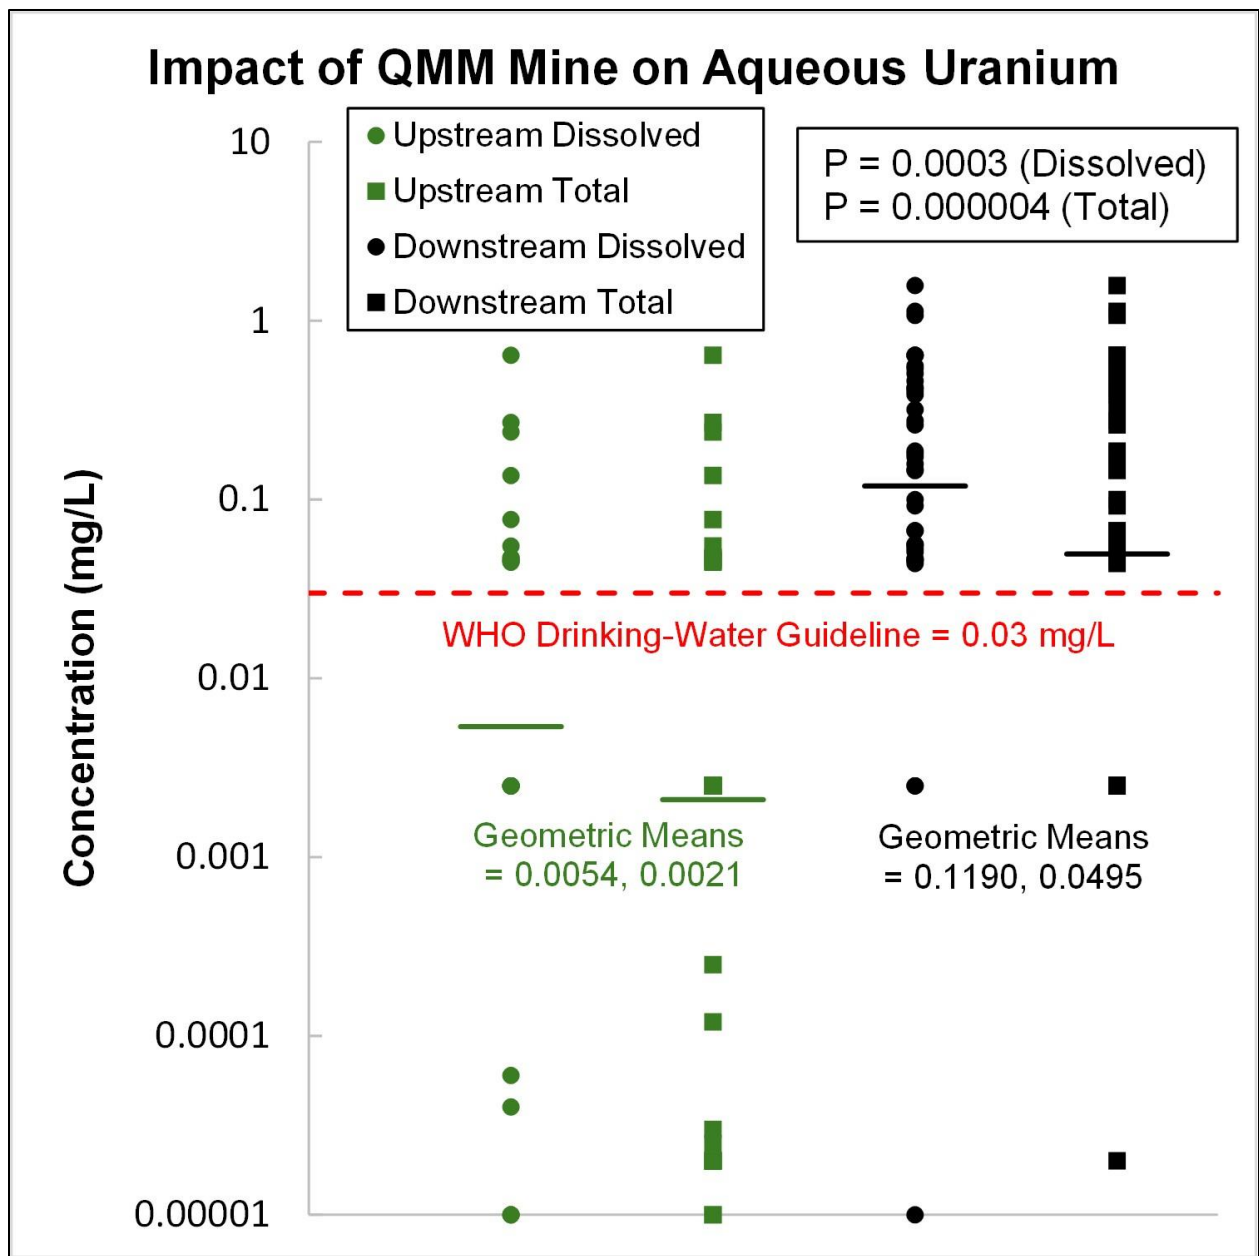 Impact of QMM Mine on Aqueous Uranium
Upstream Dissolved
Upstream Total
Downstream Dissolved
Downstream Total
P = 0.0003 (Dissolved)
P = 0.000004 (Total)
Concentration (mg/L)
10
1
0.1
0.01
0.001
0.0001
0.00001
WHO Drinking-Water Guideline = 0.03 mg/L
Geometric Means
= 0.0054, 0.0021
Geometric Means
= 0.1190, 0.0495